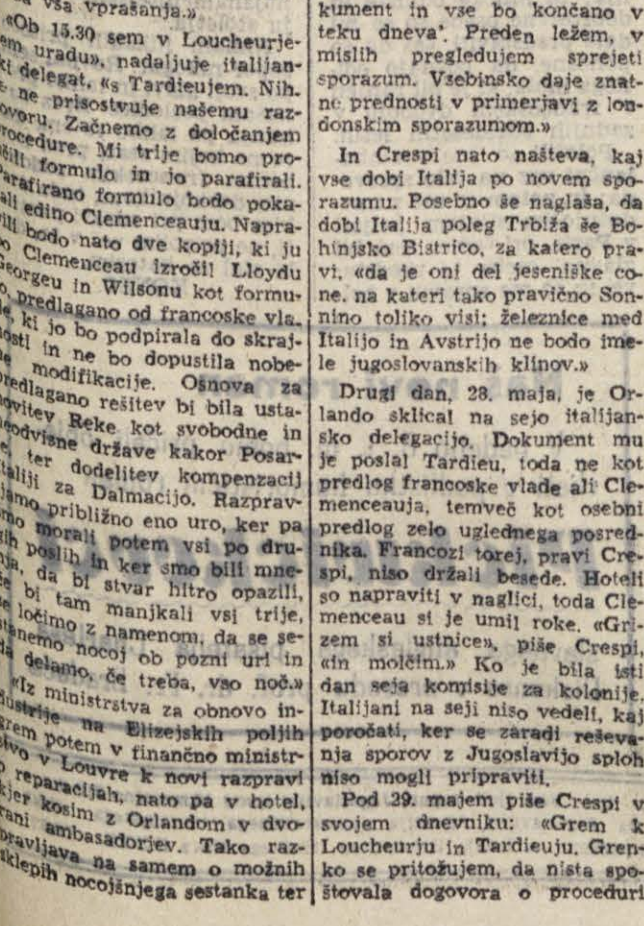 vsa vprašanja.»
«Ob 15.30 sem v Loucheurje-
em uradu», nadaljuje italijan-
ki delegat, «s Tardieujem. Nih.
e ne prisostvuje našemu raz-
ovoru. Začnemo z določanjem
rocedure. Mi trije bomo pro-
čili formulo in jo parafirali.
Parafirano formulo bodo poka-
ali edino Clemenceauju. Napra-
vili bodo nato dve kopiji, ki ju
bo Clemenceau izročil Lloydu
Georgeu in Wilsonu kot formu-
o, predlagano od francoske vla.
de, ki jo bo podpirala do skraj-
nosti in ne bo dopustila nobe-
ne modifikacije. Osnova za
predlagano rešitev bi bila usta-
novitev Reke kot svobodne in
neodvisne države kakor Posar-
e, ter dodelitev kompenzacij
Italiji za Dalmacijo. Razprav-
jamo približno eno uro, ker pa
mo morali potem vsi po dru-
gih poslih in ker smo bili mne-
nja, da bi stvar hitro opazili,
če bi tam manjkali vsi trije,
se ločimo z namenom, da se se-
stanemo nocoj ob pozni uri in
da delamo, če treba, vso noč.»
«Iz ministrstva za obnovo in-
dustrije na Elizejskih poljih
grem potem v finančno ministr-
stvo v Louvre k novi razpravi
o reparacijah, nato pa v hotel,
kjer kosim z Orlandom v dvo-
rani ambasadorjev. Tako raz-
pravljava na samem o možnih
sklepih nocojšnjega sestanka ter
kument in vse bo končano v
teku dneva'. Preden ležem, v
mislih pregledujem sprejeti
sporazum. Vsebinsko daje znat-
ne prednosti v primerjavi z lon-
donskim sporazumom.»
In Crespi nato našteva, kaj
vse dobi Italija po novem spo-
razumu. Posebno še naglaša, da
dobi Italija poleg Trbiža še Bo-
hinjsko Bistrico, za katero pra-
vi, «da je oni del jeseniške co-
ne, na kateri tako pravično Son-
nino toliko visi; železnice med
Italijo in Avstrijo ne bodo ime-
le jugoslovanskih klinov.»
Drugi dan, 28. maja, je Or-
lando sklical na sejo italijan-
sko delegacijo. Dokument mu
je poslal Tardieu, toda ne kot
predlog francoske vlade ali Cle-
menceauja, temveč kot osebni
predlog zelo uglednega posred-
nika. Francozi torej, pravi Cre-
spi, niso držali besede. Hoteli
so napraviti v naglici, toda Cle-
menceau si je umil roke. «Gri-
zem si ustnice», piše Crespi,
«in molčim.» Ko je bila isti
dan seja komisije za kolonije,
Italijani na seji niso vedeli, kaj
poročati, ker se zaradi reševa-
nja sporov z Jugoslavijo sploh
niso mogli pripraviti.
Pod 29. majem piše Crespi v
svojem dnevniku: «Grem k
Loucheurju in Tardieuju. Gren-
ko se pritožujem, da nista spo-
štovala dogovora o proceduri